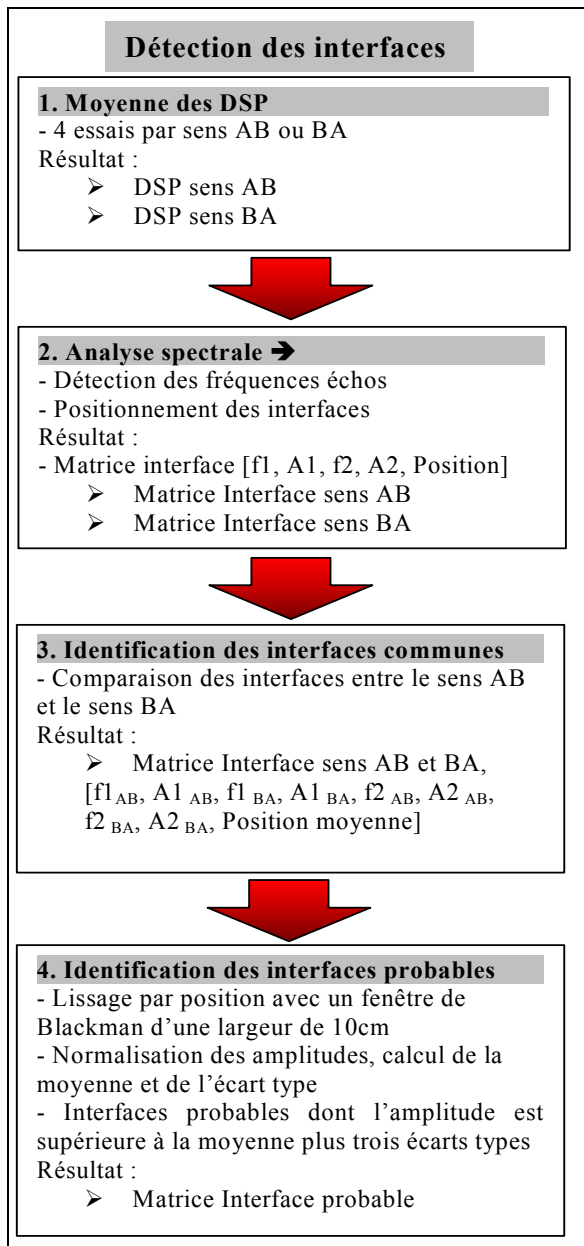 Détection des interfaces
1. Moyenne des DSP
- 4 essais par sens AB ou BA
Résultat :
➢ DSP sens AB
➢ DSP sens BA
2. Analyse spectrale ➔
- Détection des fréquences échos
- Positionnement des interfaces
Résultat :
- Matrice interface [f1, A1, f2, A2, Position]
➢ Matrice Interface sens AB
➢ Matrice Interface sens BA
3. Identification des interfaces communes
- Comparaison des interfaces entre le sens AB
et le sens BA
Résultat :
➢ Matrice Interface sens AB et BA,
[f1 AB, A1 AB, f1 BA, A1 BA, f2 AB, A2 AB,
f2 BA, A2 BA, Position moyenne]
4. Identification des interfaces probables
- Lissage par position avec un fenêtre de
Blackman d’une largeur de 10cm
- Normalisation des amplitudes, calcul de la
moyenne et de l’écart type
- Interfaces probables dont l’amplitude est
supérieure à la moyenne plus trois écarts types
Résultat :
➢ Matrice Interface probable